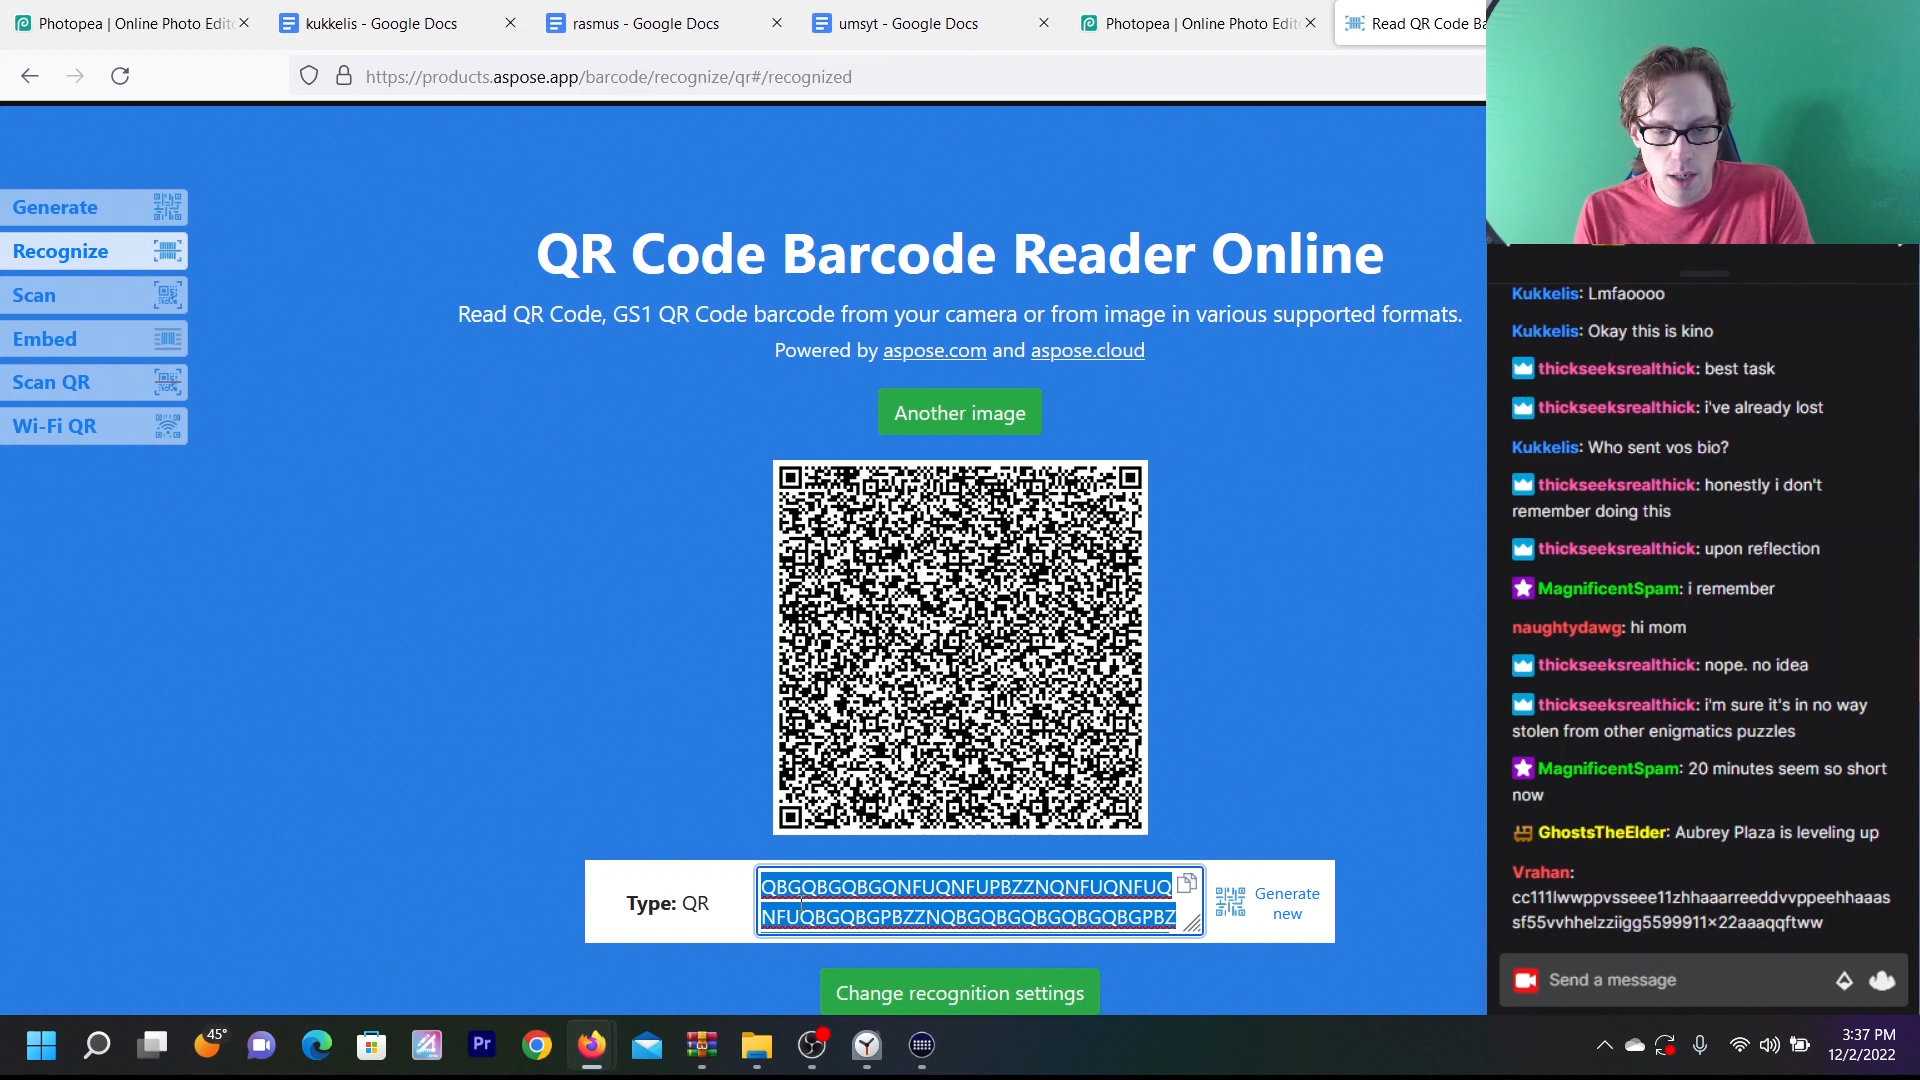 Photopea | Online Photo Edit
kukkelis - Google Docs
rasmus - Google Docs
umsyt - Google Docs
Photopea | Online Photo Edit
Read QR Code Ba
https://products.aspose.app/barcode/recognize/qr#/recognized
Generate
Recognize
Scan
Embed
Scan QR
Wi-Fi QR
QR Code Barcode Reader Online
Read QR Code, GS1 QR Code barcode from your camera or from image in various supported formats.
Powered by aspose.com and aspose.cloud
Another image
Type: QR
QBGQBGQBGQNFUQNFUPBZZNQNFUQNFUQ
NFUQBGQBGPBZZNQBGQBGQBGQBGQBGPBZ
Generate
new
Change recognition settings
Kukkelis: Lmfaoooo
Kukkelis: Okay this is kino
thickseeksrealthick: best task
thickseeksrealthick: i've already lost
Kukkelis: Who sent vos bio?
thickseeksrealthick: honestly i don't
remember doing this
thickseeksrealthick: upon reflection
MagnificentSpam: i remember
naughtydawg: hi mom
thickseeksrealthick: nope. no idea
thickseeksrealthick: i'm sure it's in no way
stolen from other enigmatics puzzles
MagnificentSpam: 20 minutes seem so short
now
GhostsTheElder: Aubrey Plaza is leveling up
Vrahan:
cc111lwwppvsseee11zhhaaarreeddvvppeehhaaas
sf55vvhhelzziigg5599911×22aaaqqftww
Send a message
45°
Pr
3:37 PM
12/2/2022